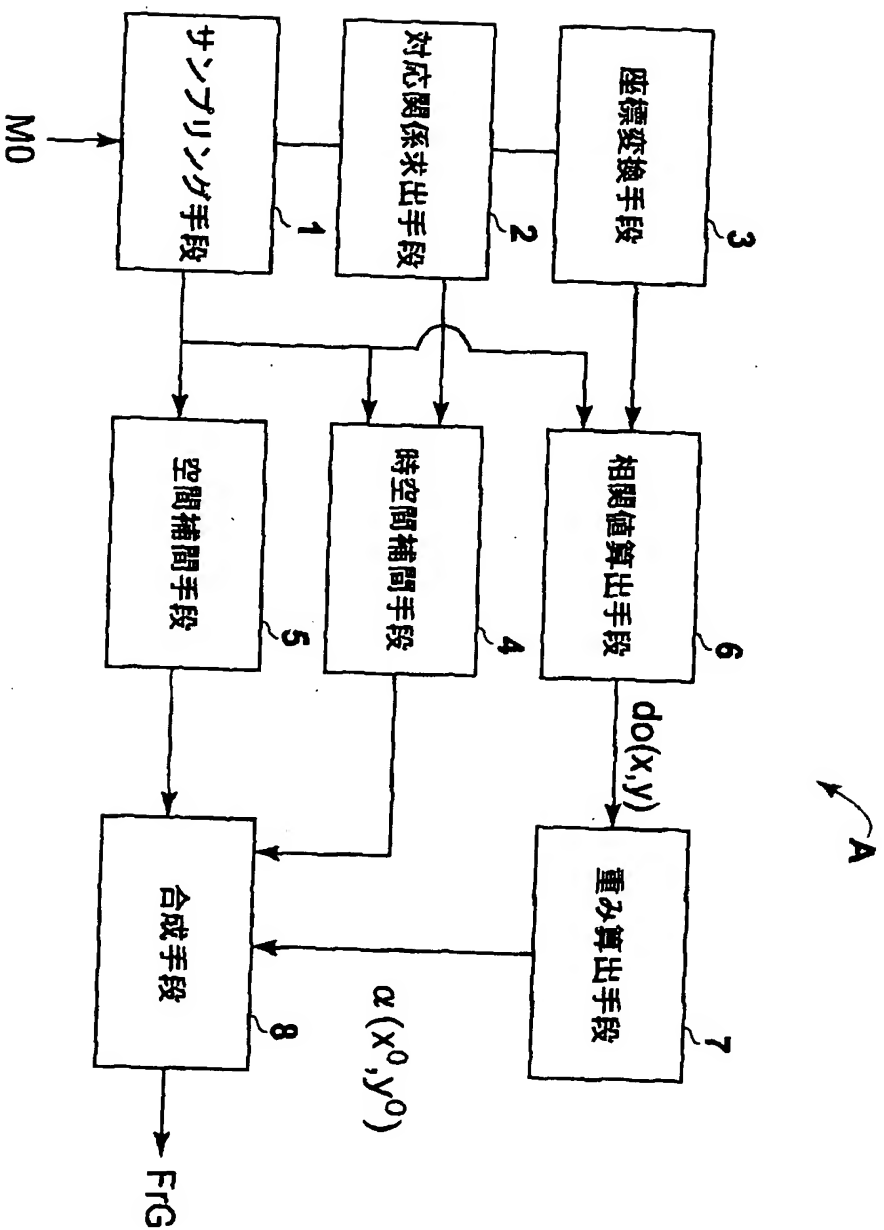 A
座標変換手段
3
相関値算出手段
6
do(x,y)
重み算出手段
7
対応関係求出手段
2
時空間補間手段
4
α(x⁰,y⁰)
M0
サンプリング手段
1
空間補間手段
5
合成手段
8
FrG